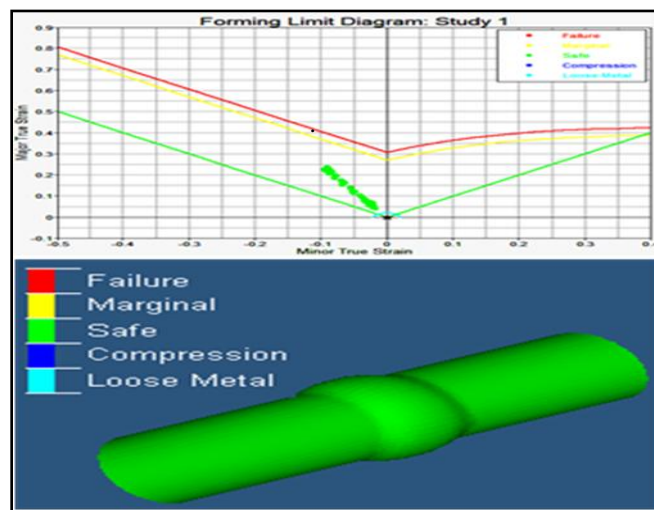 Forming Limit Diagram: Study 1
0.9
0.8
0.7
0.6
0.5
0.4
0.3
0.2
0.1
0
-0.1
Major True Strain
Failure
Marginal
Safe
Compression
Loose Metal
-0.5 -0.4 -0.3 -0.2 -0.1 0 0.1 0.2 0.3 0.4
Minor True Strain
Failure
Marginal
Safe
Compression
Loose Metal